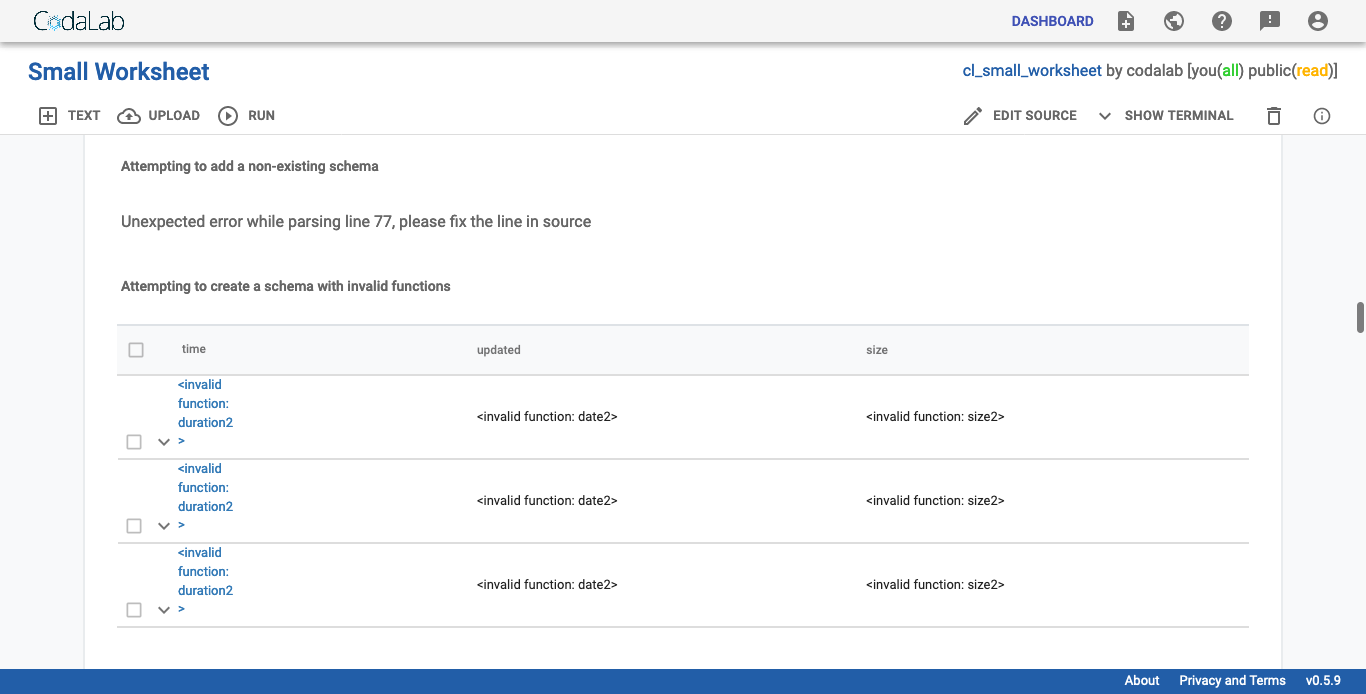 CodaLab
DASHBOARD
Small Worksheet
cl_small_worksheet by codalab [you(all) public(read)]
TEXT UPLOAD RUN
EDIT SOURCE SHOW TERMINAL
Attempting to add a non-existing schema
Unexpected error while parsing line 77, please fix the line in source
Attempting to create a schema with invalid functions
time updated size
<invalid
function:
duration2
>
<invalid function: date2>
<invalid function: size2>
<invalid
function:
duration2
>
<invalid function: date2>
<invalid function: size2>
<invalid
function:
duration2
>
<invalid function: date2>
<invalid function: size2>
About Privacy and Terms v0.5.9